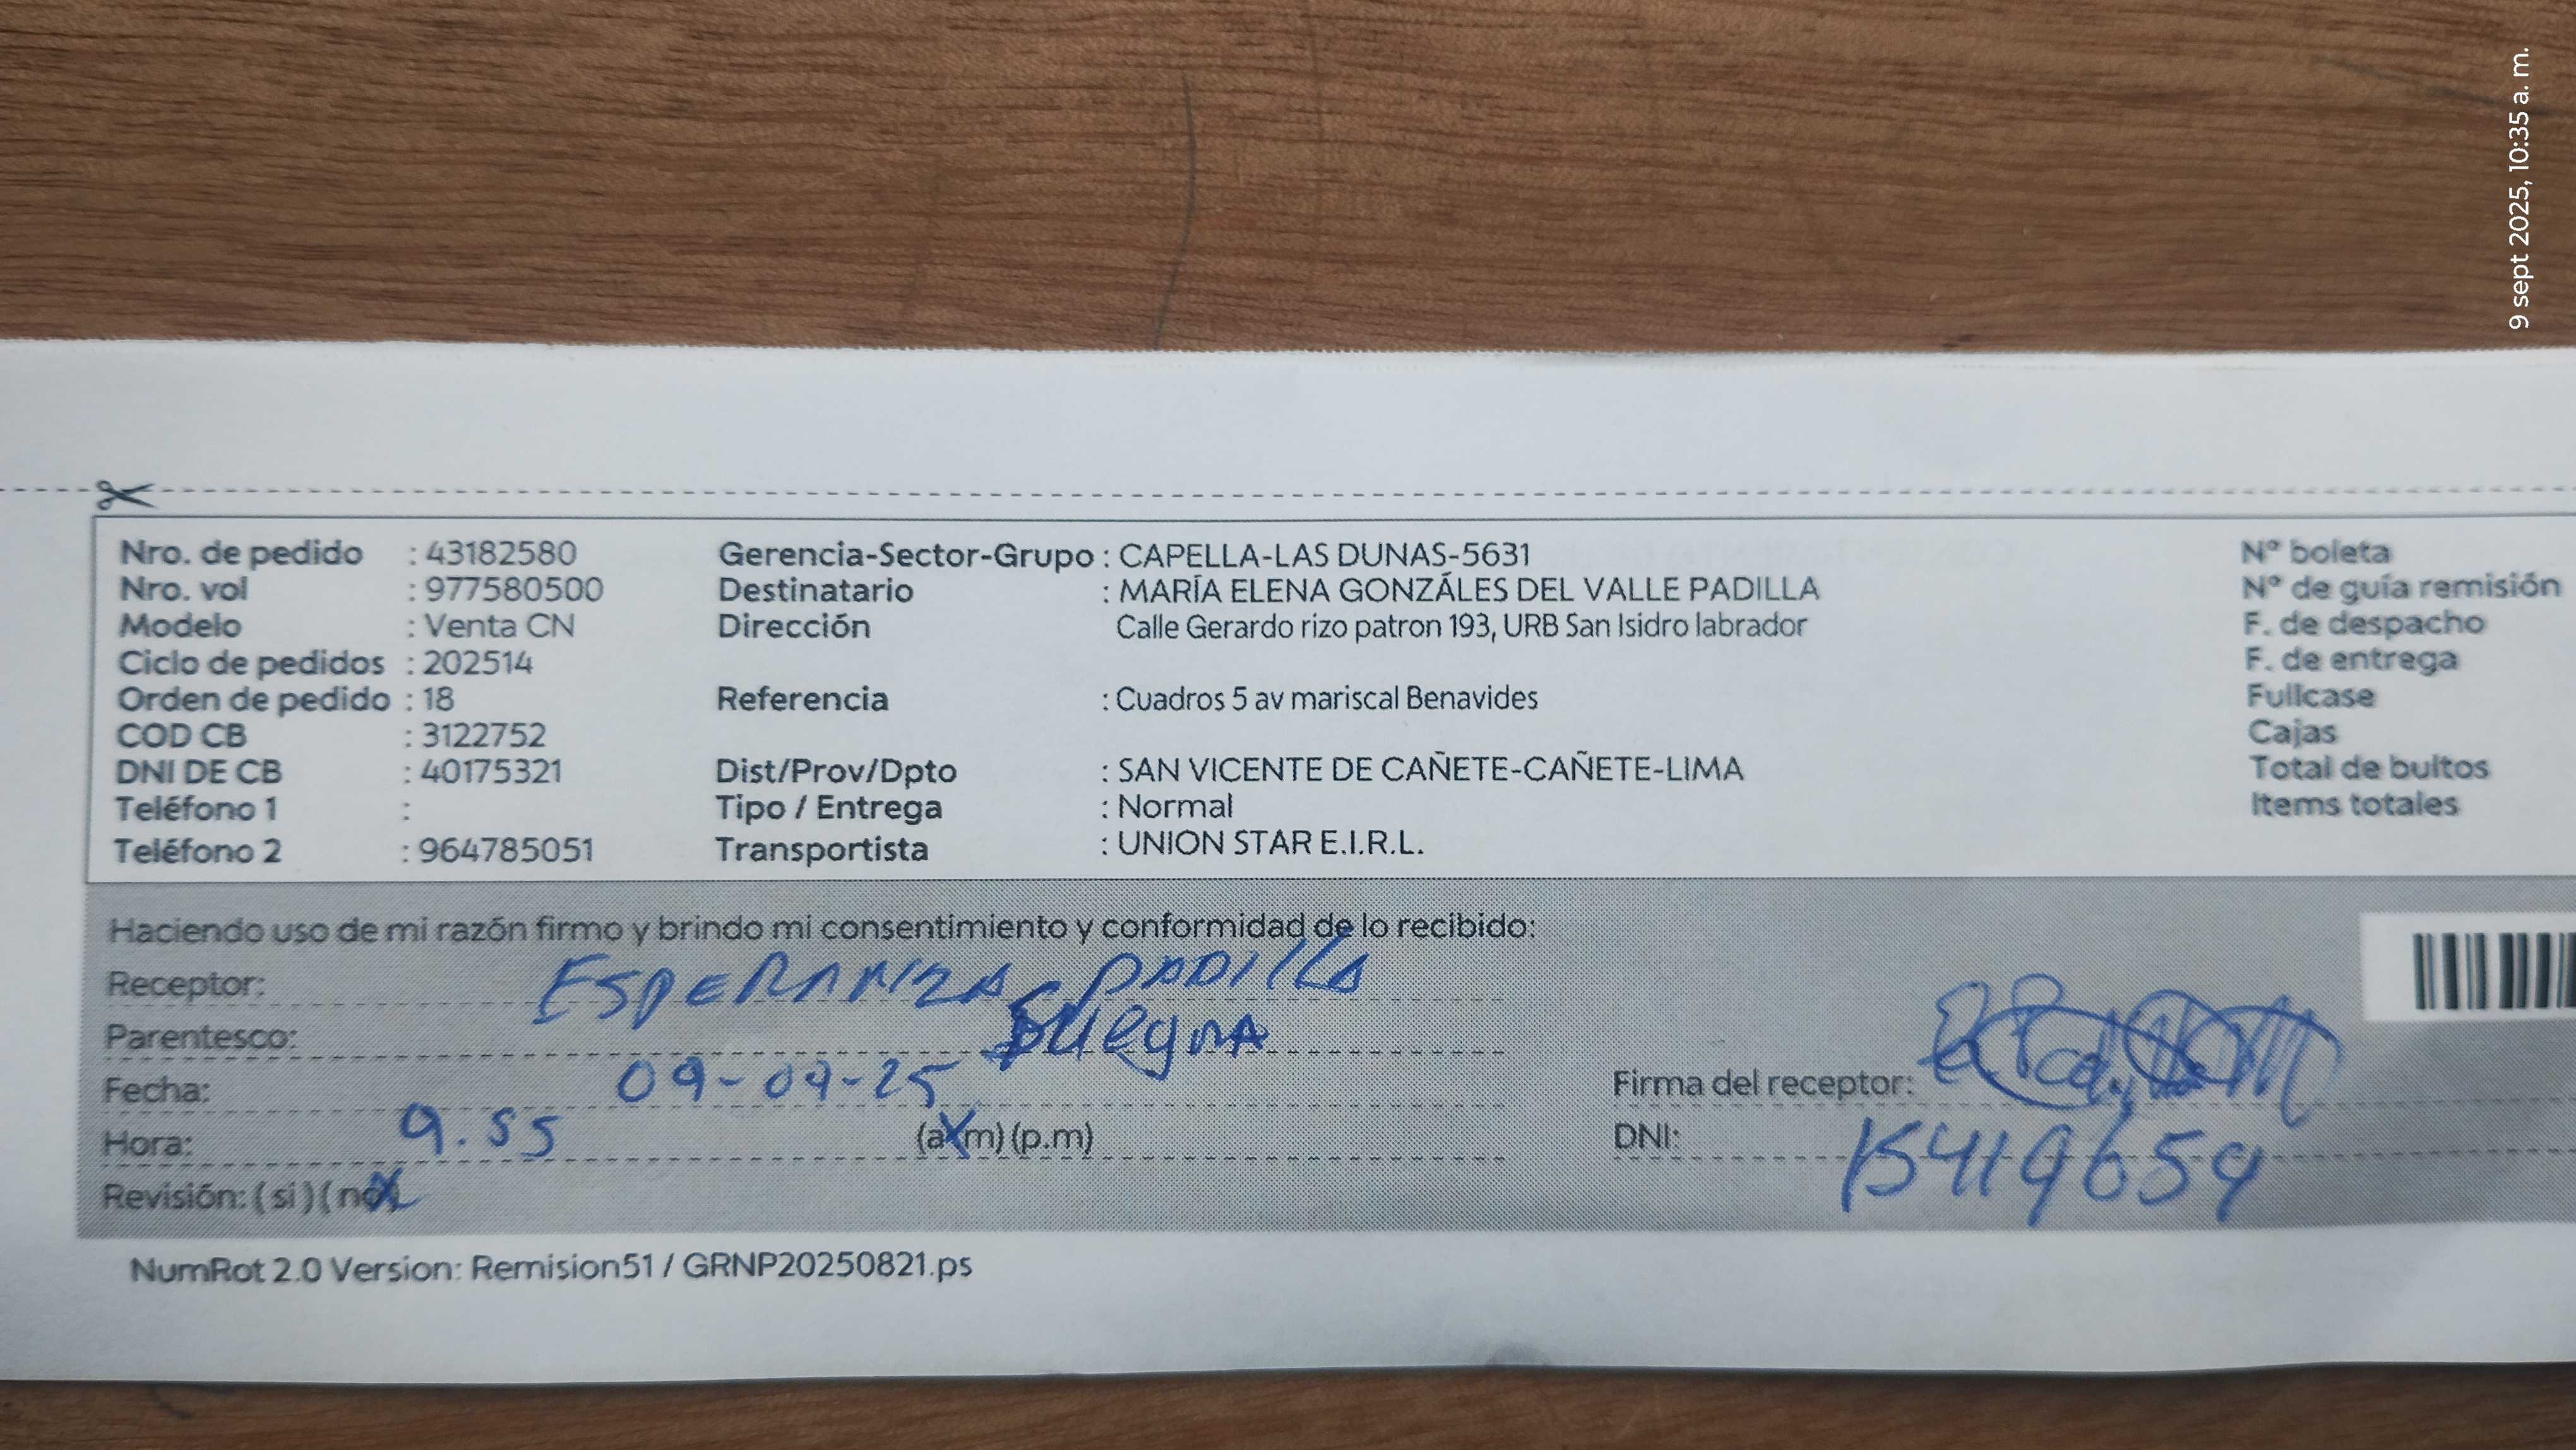 9 sept 2025, 10:35 a. m.
Nro. de pedido : 43182580
Nro. vol : 977580500
Modelo : Venta CN
Ciclo de pedidos : 202514
Orden de pedido : 18
COD CB : 3122752
DNI DE CB : 40175321
Teléfono 1 :
Teléfono 2 : 964785051
Gerencia-Sector-Grupo : CAPELLA-LAS DUNAS-5631
Destinatario : MARÍA ELENA GONZÁLES DEL VALLE PADILLA
Dirección Calle Gerardo rizo patron 193, URB San Isidro labrador
Referencia : Cuadros 5 av mariscal Benavides
Dist/Prov/Dpto : SAN VICENTE DE CAÑETE-CAÑETE-LIMA
Tipo / Entrega : Normal
Transportista : UNION STAR E.I.R.L.
N° boleta
N° de guía remisión
F. de despacho
F. de entrega
Fullcase
Cajas
Total de bultos
Items totales
Haciendo uso de mi razón firmo y brindo mi consentimiento y conformidad de lo recibido:
Receptor: ESPERANZA PADILLA
Parentesco: SuegRA
Fecha: 09-09-25
Hora: 9.55 (a.m) (p.m)
Revisión: ( si ) ( no )
Firma del receptor:
DNI: 15419659
NumRot 2.0 Version: Remision51 / GRNP20250821.ps